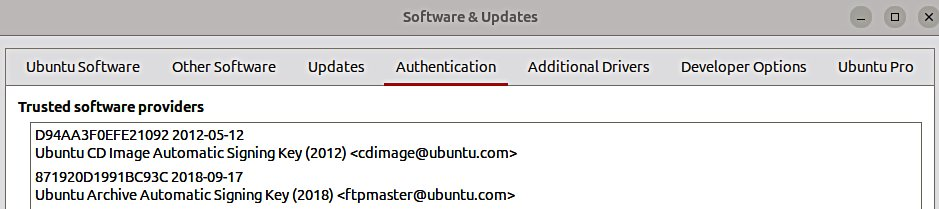 Software & Updates
Ubuntu Software Other Software Updates Authentication Additional Drivers Developer Options Ubuntu Pro
Trusted software providers
D94AA3F0EFE21092 2012-05-12
Ubuntu CD Image Automatic Signing Key (2012) <cdimage@ubuntu.com>
871920D1991BC93C 2018-09-17
Ubuntu Archive Automatic Signing Key (2018) <ftpmaster@ubuntu.com>